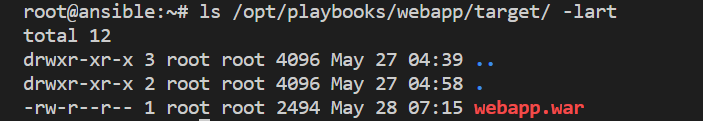 root@ansible:~# ls /opt/playbooks/webapp/target/ -lart
total 12
drwxr-xr-x 3 root root 4096 May 27 04:39 ..
drwxr-xr-x 2 root root 4096 May 27 04:58 .
-rw-r--r-- 1 root root 2494 May 28 07:15 webapp.war